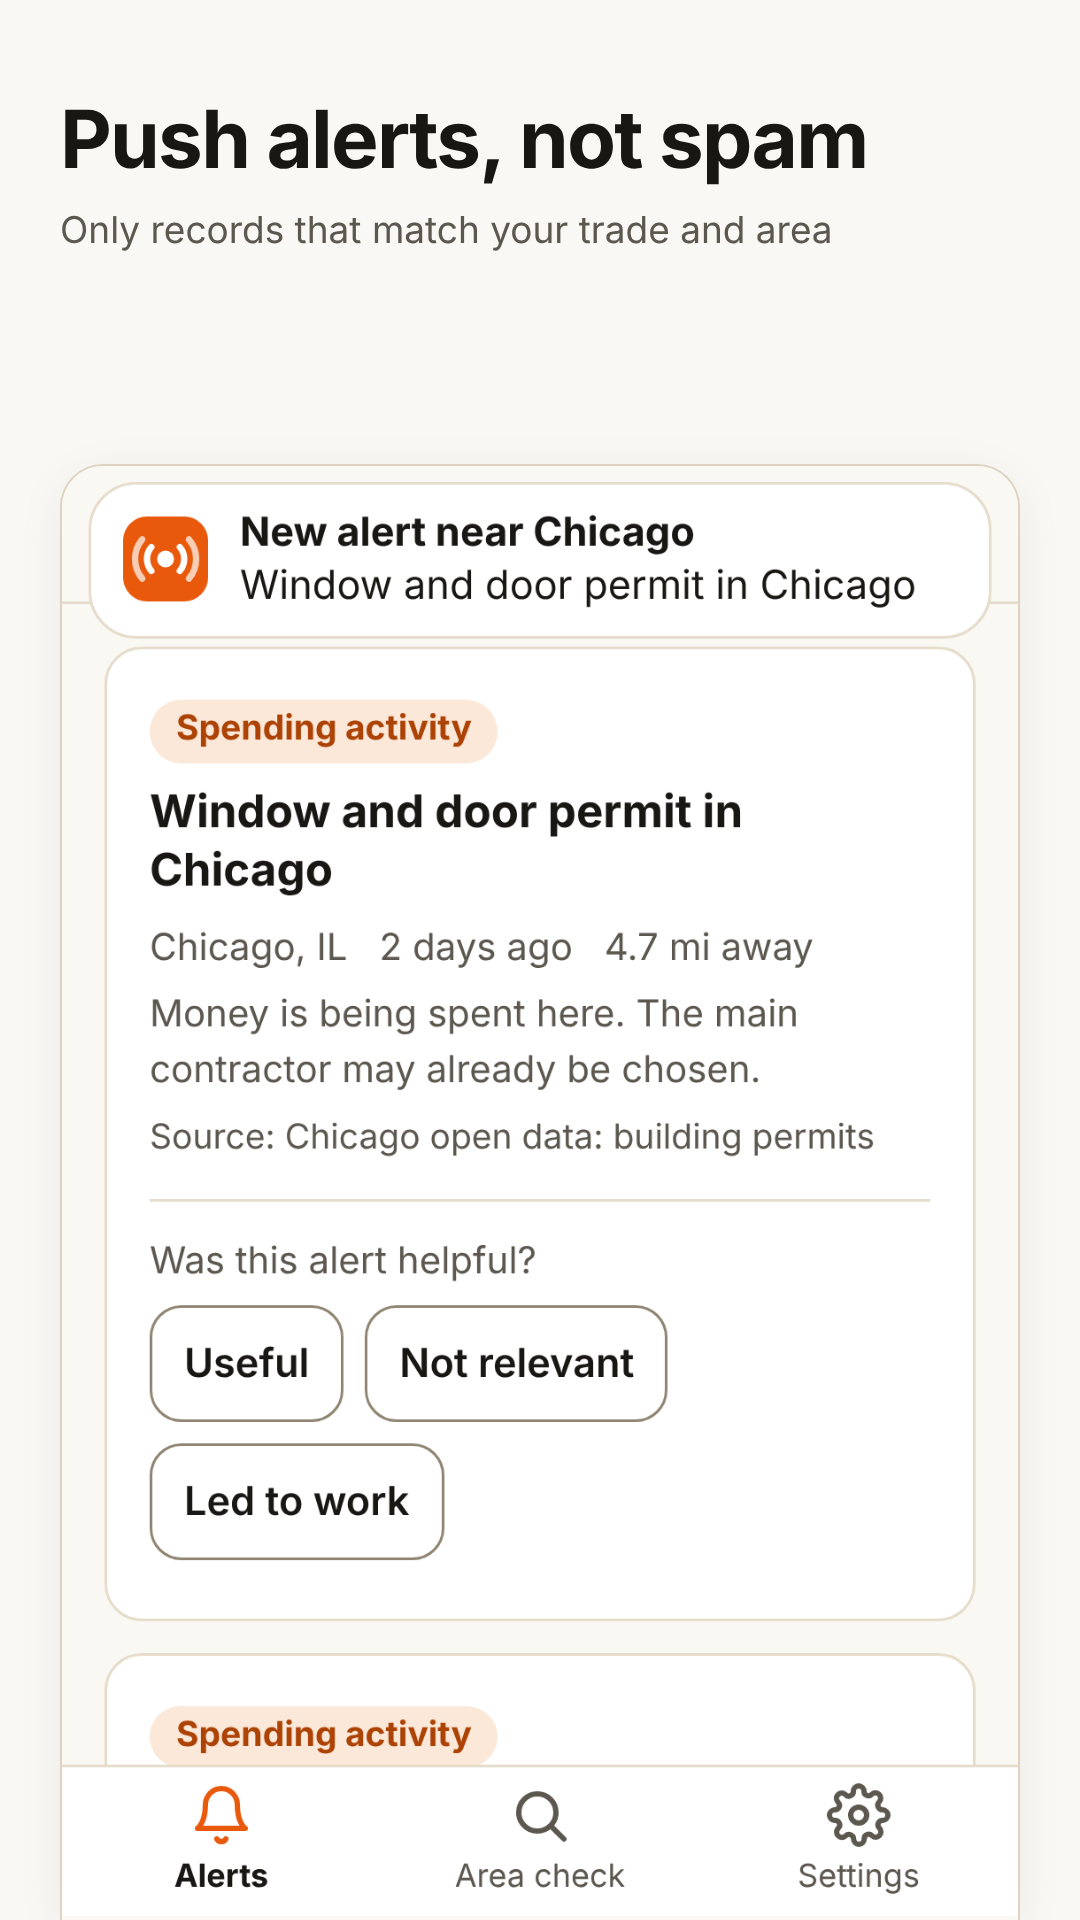 Push alerts, not spam
Only records that match your trade and area
New alert near Chicago
Window and door permit in Chicago
Spending activity
Window and door permit in
Chicago
Chicago, IL 2 days ago 4.7 mi away
Money is being spent here. The main
contractor may already be chosen.
Source: Chicago open data: building permits
Was this alert helpful?
Useful Not relevant
Led to work
Spending activity
Alerts Area check Settings